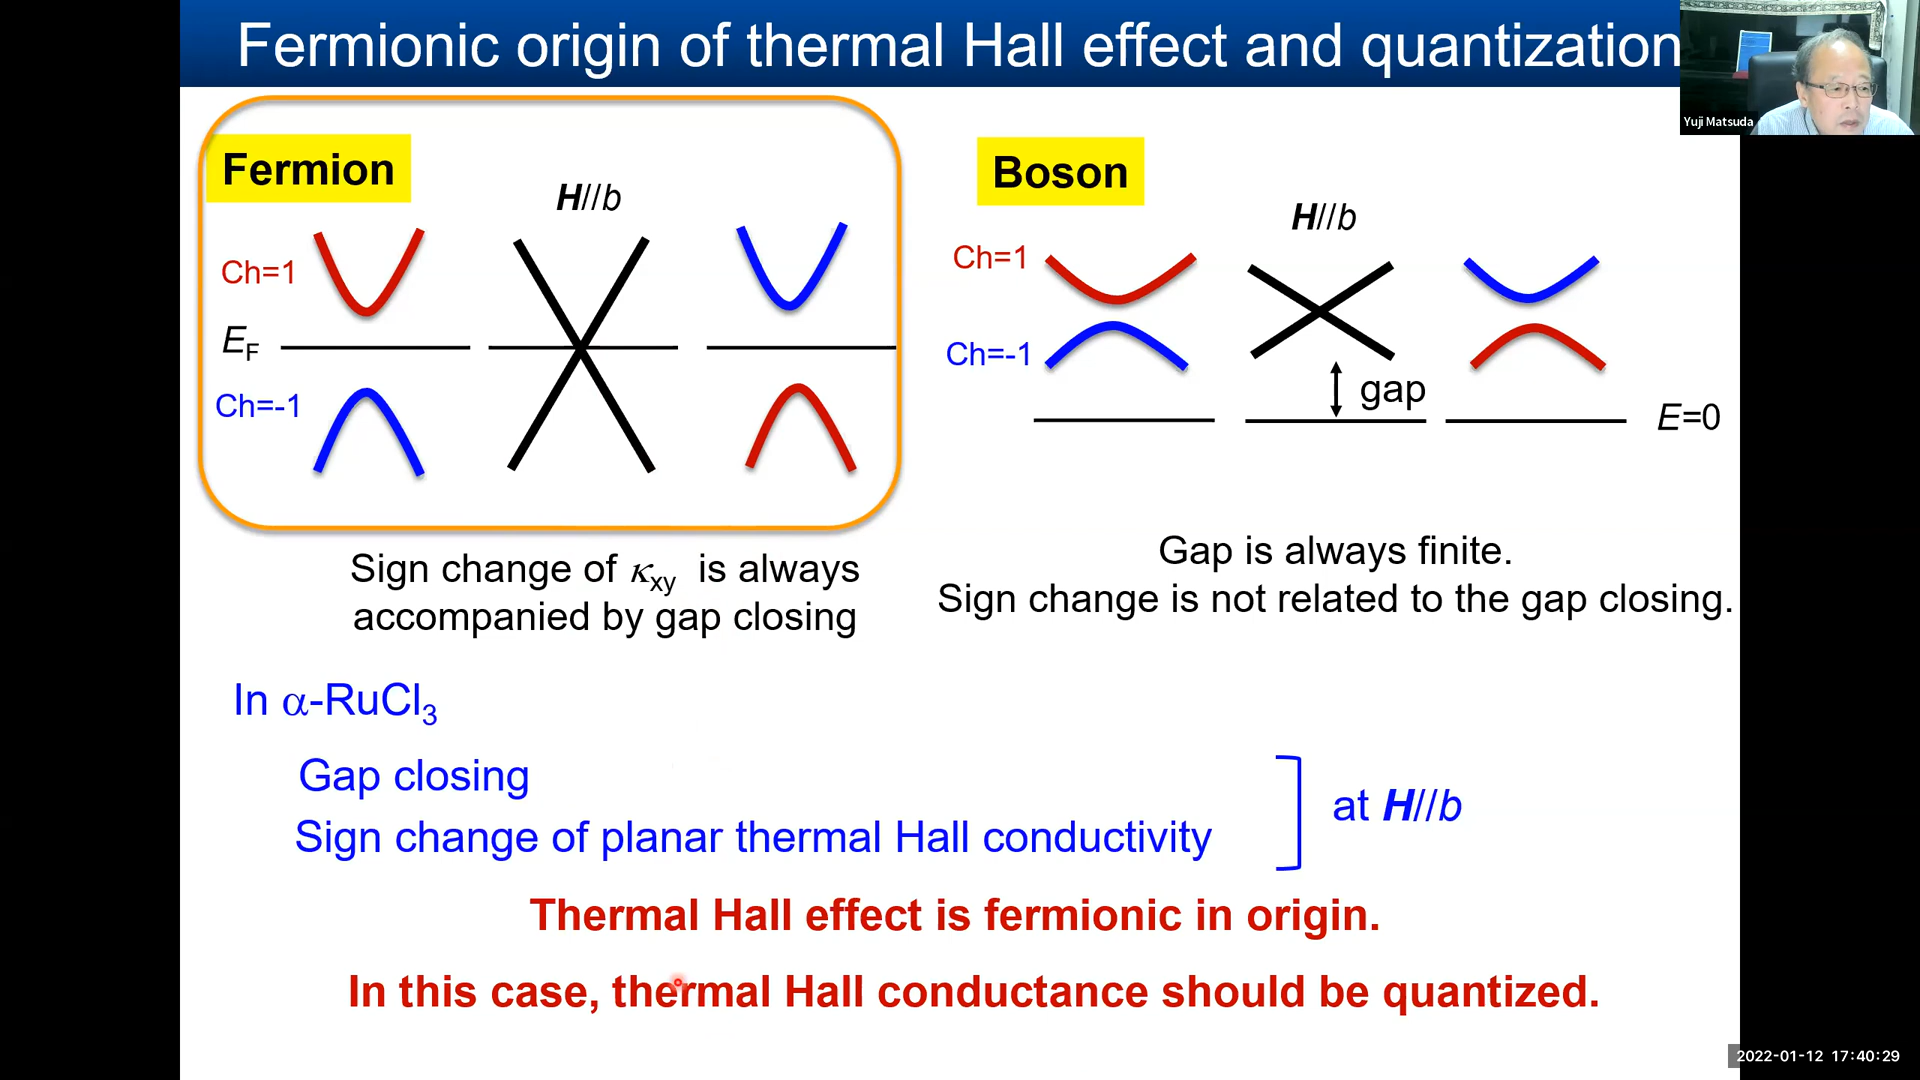 Fermionic origin of thermal Hall effect and quantization
Yuji Matsuda
Fermion
H//b
Ch=1
E_F
Ch=-1
Boson
H//b
Ch=1
Ch=-1
gap
E=0
Sign change of κ_xy is always
accompanied by gap closing
Gap is always finite.
Sign change is not related to the gap closing.
In α-RuCl₃
Gap closing
Sign change of planar thermal Hall conductivity
at H//b
Thermal Hall effect is fermionic in origin.
In this case, thermal Hall conductance should be quantized.
2022-01-12 17:40:29